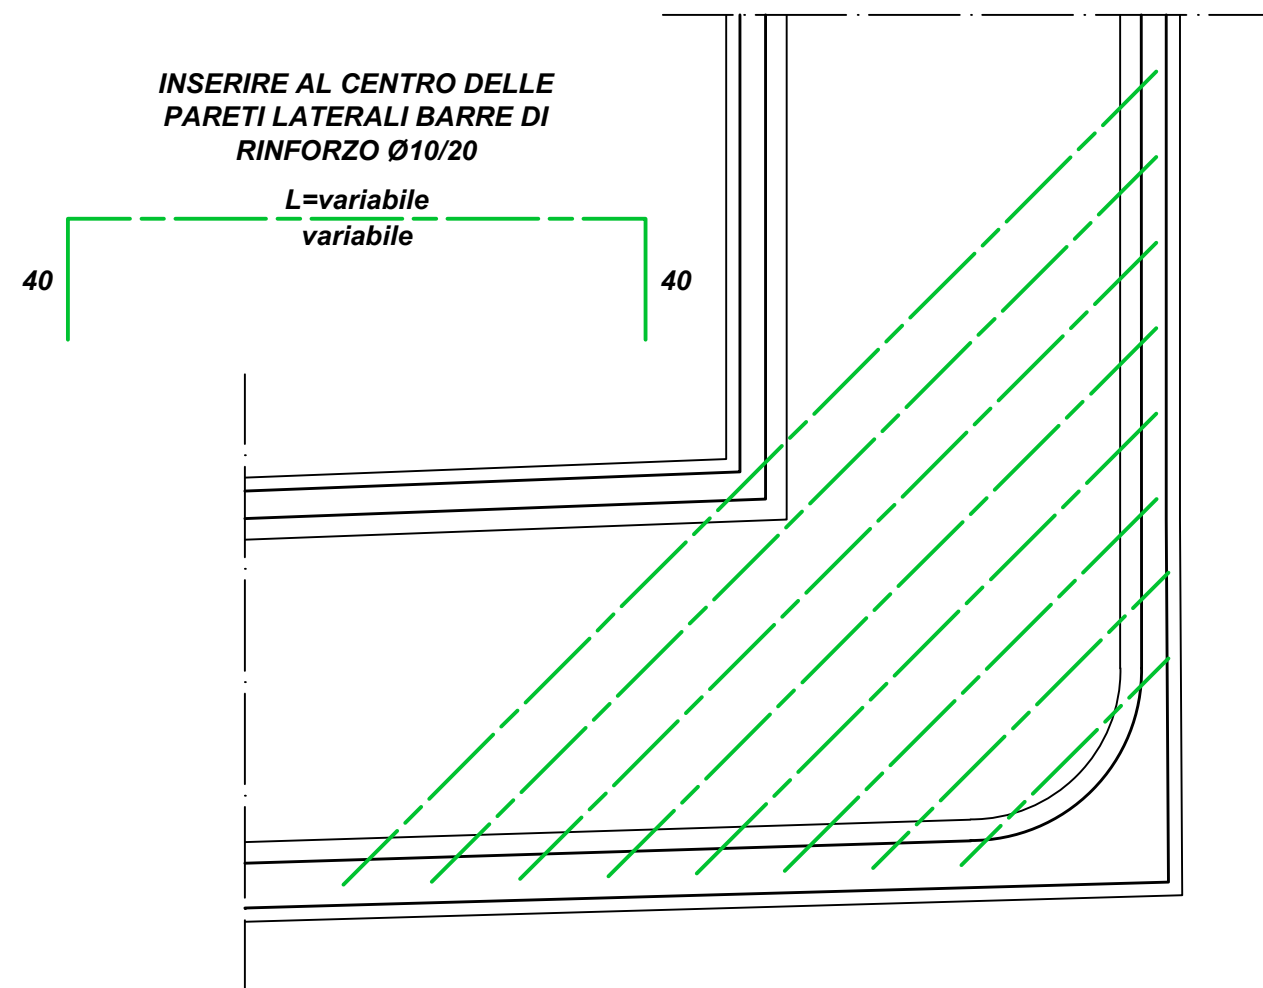 INSERIRE AL CENTRO DELLE
PARETI LATERALI BARRE DI
RINFORZO Ø10/20
L=variabile
variabile
40
40